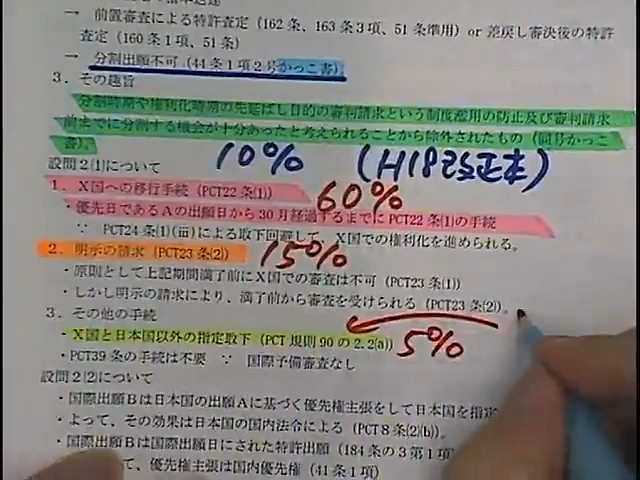 → 前置審査による特許査定（162条、163条3項、51条準用）or 差戻し審決後の特許
査定（160条1項、51条）
→ 分割出願不可（44条1項2号かっこ書）
3．その趣旨
分割時期や権利化時期の先延ばし目的の審判請求という制度濫用の防止及び審判請求
前までに分割する機会が十分あったと考えられることから除外されたもの（同号かっこ
書）。
10% (H18改正本)
設問2(1)について
1．X国への移行手続（PCT22条(1)） 60%
・優先日であるAの出願日から30月経過するまでにPCT22条(1)の手続
∵ PCT24条(1)(ⅲ)による取下回避して、X国での権利化を進められる。
2．明示の請求（PCT23条(2)） 15%
・原則として上記期間満了前にX国での審査は不可（PCT23条(1)）
・しかし明示の請求により、満了前から審査を受けられる（PCT23条(2)）。
3．その他の手続
・X国と日本国以外の指定取下（PCT規則90の2.2(a)） 5%
・PCT39条の手続は不要 ∵ 国際予備審査なし
設問2(2)について
・国際出願Bは日本国の出願Aに基づく優先権主張をして日本国を指定
・よって、その効果は日本国の国内法令による（PCT8条(2)(b)）。
・国際出願Bは国際出願日にされた特許出願（184条の3第1項）
て、優先権主張は国内優先権（41条1項）